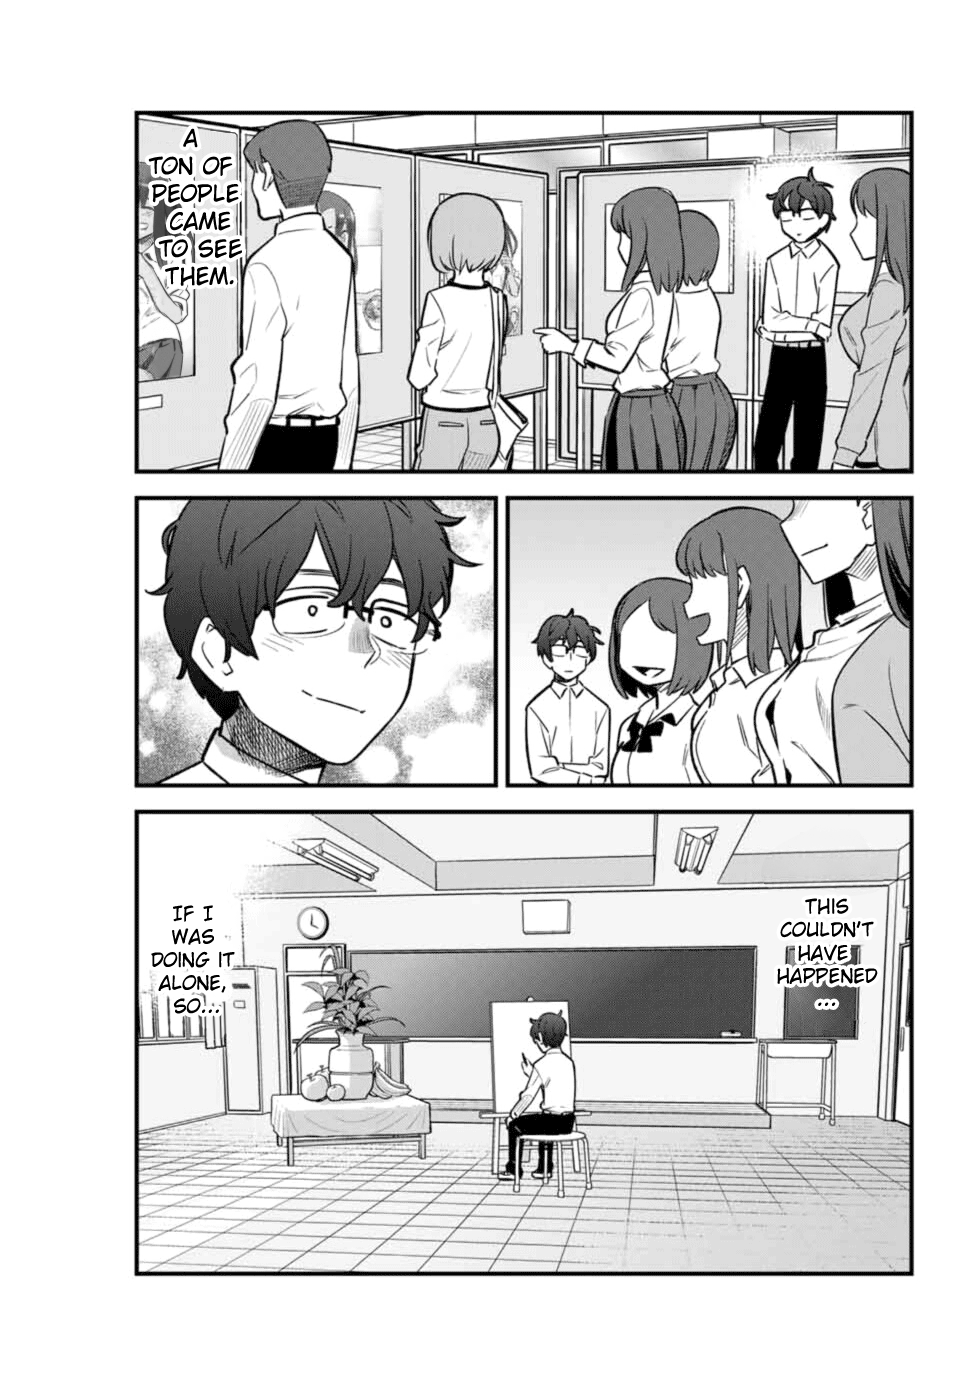 A
TON OF
PEOPLE
CAME
TO SEE
THEM.
THIS
COULDN'T
HAVE
HAPPENED
...
IF I
WAS
DOING IT
ALONE,
SO...